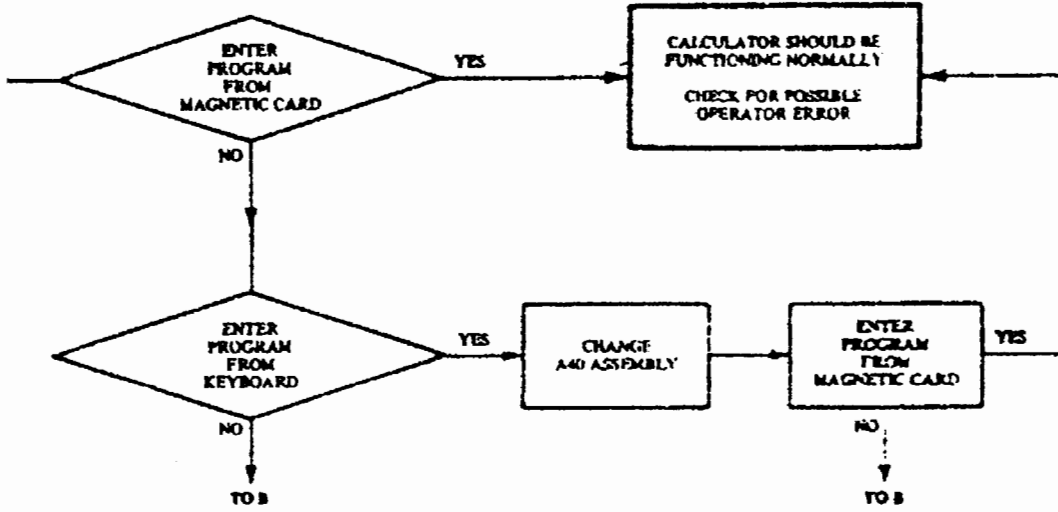 ENTER
PROGRAM
FROM
MAGNETIC CARD
YES
NO
CALCULATOR SHOULD BE
FUNCTIONING NORMALLY
CHECK FOR POSSIBLE
OPERATOR ERROR
ENTER
PROGRAM
FROM
KEYBOARD
YES
NO
TO B
CHANGE
A40 ASSEMBLY
ENTER
PROGRAM
FROM
MAGNETIC CARD
YES
NO
TO B